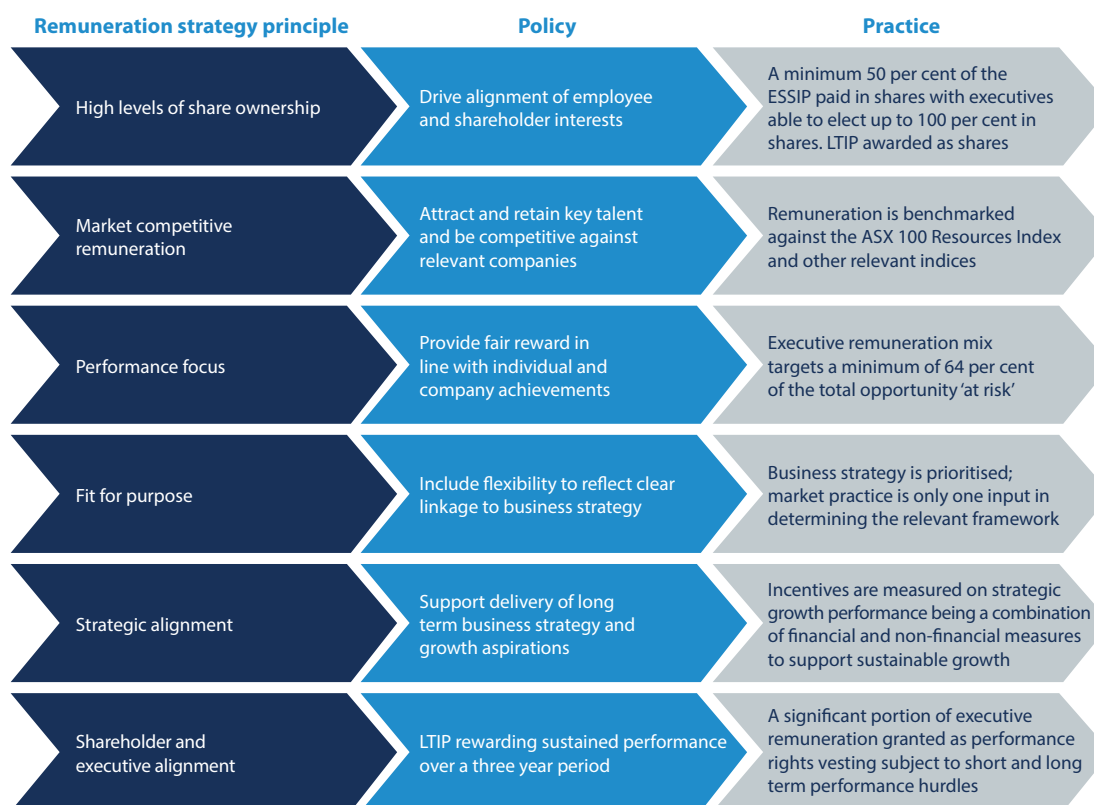 Remuneration strategy principle
Policy
Practice
High levels of share ownership
Drive alignment of employee
and shareholder interests
A minimum 50 per cent of the
ESSIP paid in shares with executives
able to elect up to 100 per cent in
shares. LTIP awarded as shares
Market competitive
remuneration
Attract and retain key talent
and be competitive against
relevant companies
Remuneration is benchmarked
against the ASX 100 Resources Index
and other relevant indices
Performance focus
Provide fair reward in
line with individual and
company achievements
Executive remuneration mix
targets a minimum of 64 per cent
of the total opportunity ‘at risk’
Fit for purpose
Include flexibility to reflect clear
linkage to business strategy
Business strategy is prioritised;
market practice is only one input in
determining the relevant framework
Strategic alignment
Support delivery of long
term business strategy and
growth aspirations
Incentives are measured on strategic
growth performance being a combination
of financial and non-financial measures
to support sustainable growth
Shareholder and
executive alignment
LTIP rewarding sustained performance
over a three year period
A significant portion of executive
remuneration granted as performance
rights vesting subject to short and long
term performance hurdles